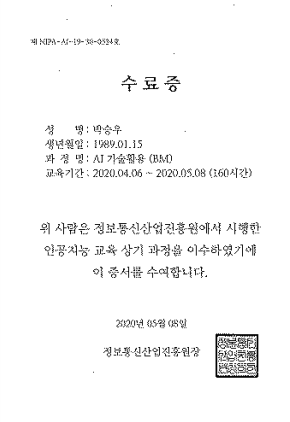 제 NIPA-AI-19-38-0524호
수 료 증
성 명: 박승우
생년월일: 1989.01.15
과 정 명: AI 기술활용 (BM)
교육기간: 2020.04.06 ~ 2020.05.08 (160시간)
위 사람은 정보통신산업진흥원에서 시행한
인공지능 교육 상기 과정을 이수하였기에
이 증서를 수여합니다.
2020년 05월 08일
정보통신산업진흥원장